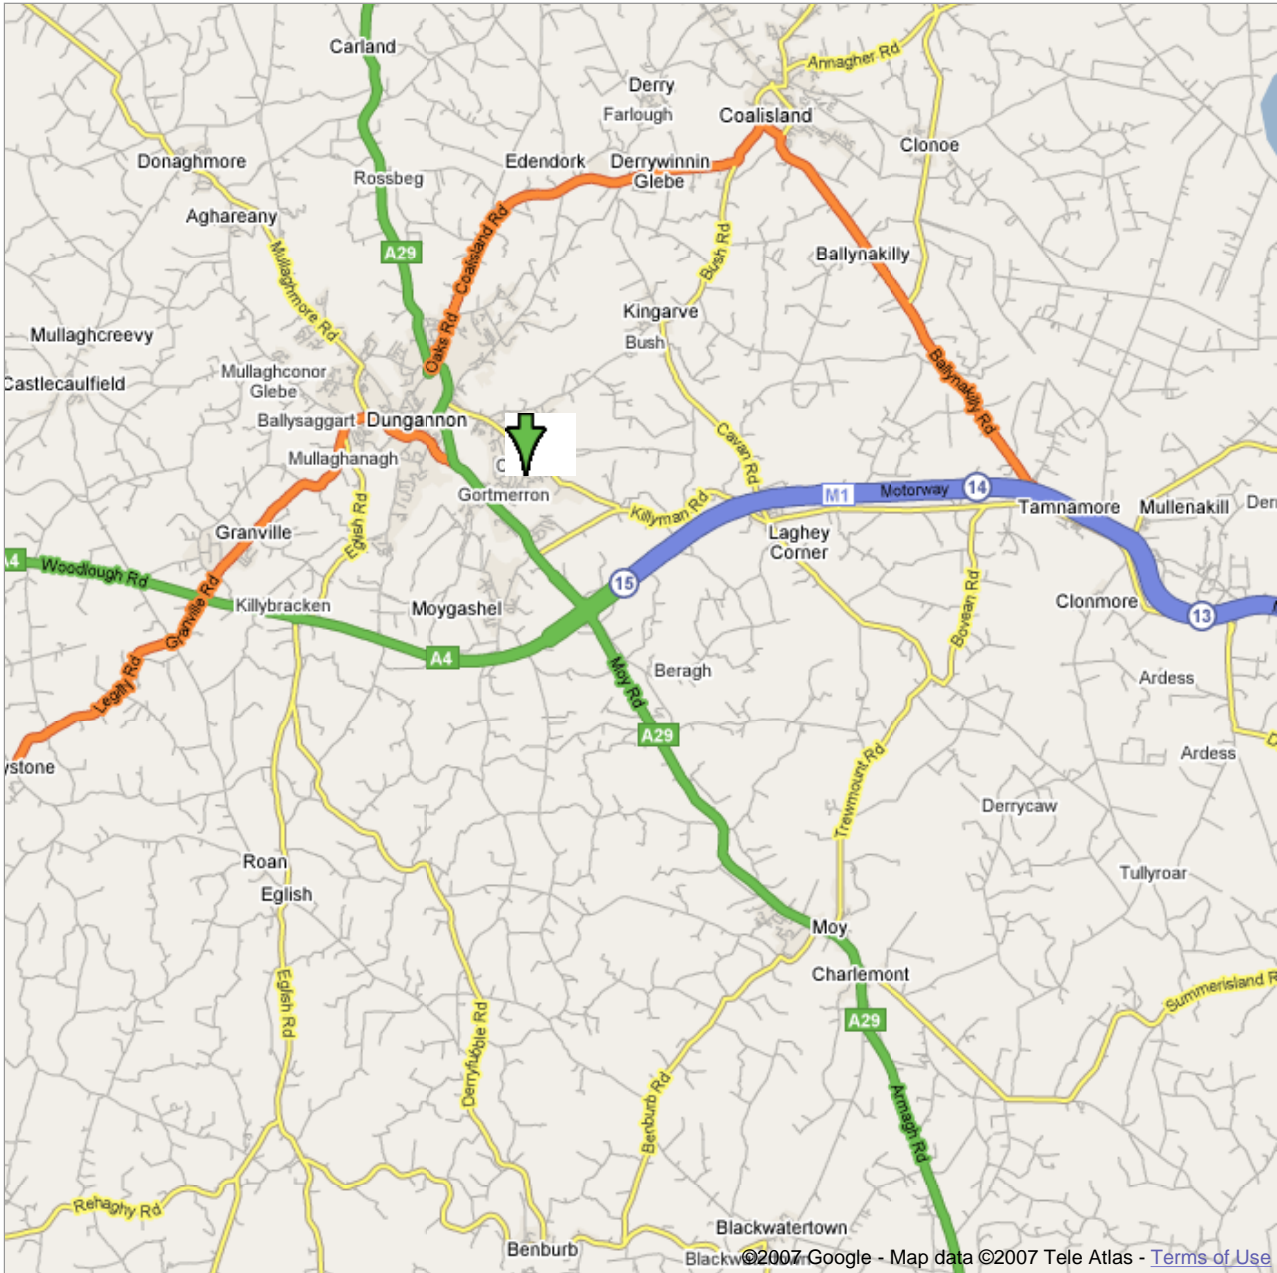 Carland
Annagher Rd
Derry
Farlough
Coalisland
Clonoe
Donaghmore
Edendork
Derrywinnin
Glebe
Rossbeg
Aghareany
A29
Coalisland Rd
Bush Rd
Ballynakilly
Mullaghmore Rd
Kingarve
Bush
Mullaghcreevy
Oaks Rd
Mullaghconor
Glebe
Castlecaulfield
Ballynakilly Rd
Ballysaggart
Dungannon
Cavan Rd
Mullaghanagh
Gortmerron
M1
Motorway
14
Killyman Rd
Tamnamore
Mullenakill
Granville
Eglish Rd
Laghey
Corner
A4
Woodlough Rd
15
Granville Rd
Killybracken
Moygashel
Bovean Rd
Clonmore
13
A4
Moy Rd
Beragh
Legilly Rd
Ardess
A29
Ardess
ystone
Trewmount Rd
Derrycaw
Roan
Eglish
Tullyroar
Moy
Charlemont
Eglish Rd
Summerisland R
A29
Derryfubble Rd
Benburb Rd
Armagh Rd
Rehaghy Rd
Blackwatertown
Benburb
©2007 Google - Map data ©2007 Tele Atlas - Terms of Use